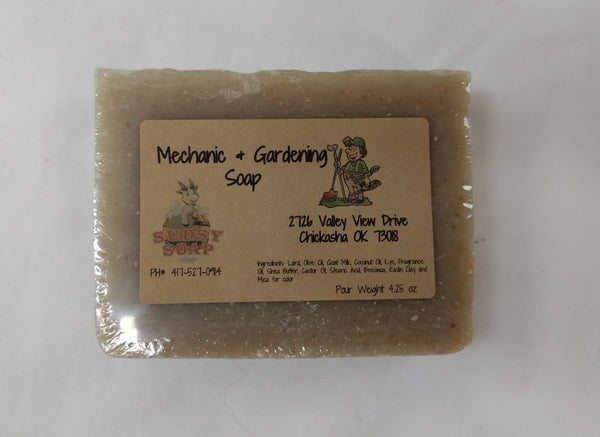 Mechanic & Gardening
Soap
SUDSY
SOAP
2726 Valley View Drive
Chickasha OK 73018
PH# 417-527-0914
Ingredients: Lard, Olive Oil, Goat Milk, Coconut Oil, Lye, Fragrance
Oil, Shea Butter, Castor Oil, Stearic Acid, Beeswax, Kaolin Clay and
Mica for color
Pour Weight 4.25 oz